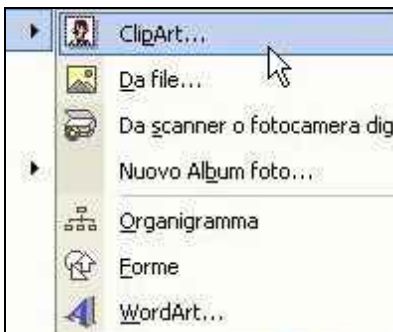 ClipArt...
Da file...
Da scanner o fotocamera dig
Nuovo Album foto...
Organigramma
Forme
WordArt...